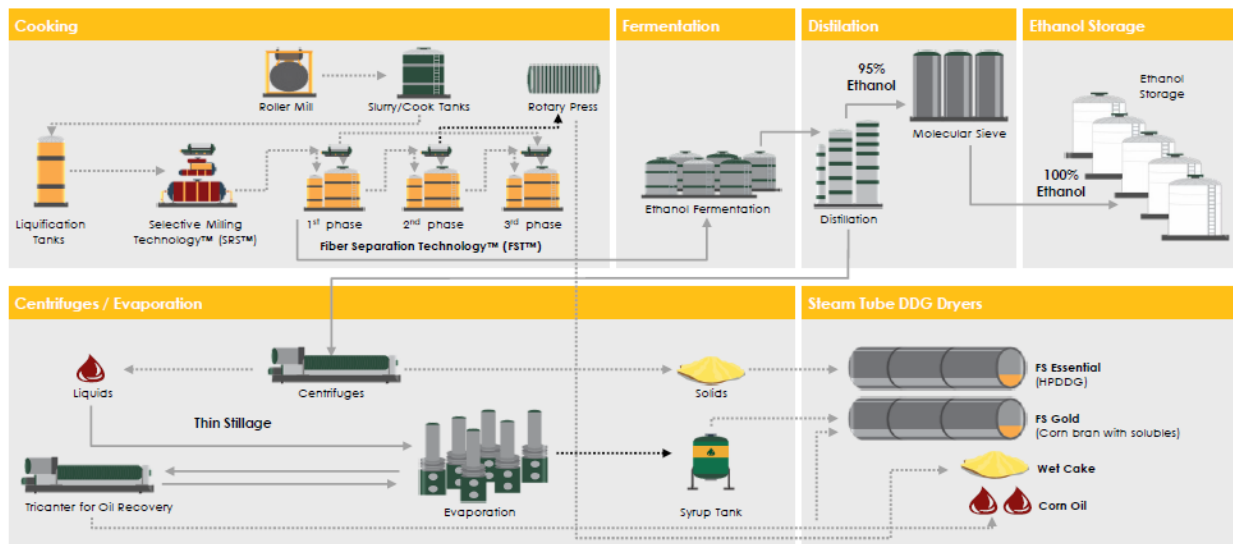 Cooking
Fermentation
Distilation
Ethanol Storage
Roller Mill
Slurry/Cook Tanks
Rotary Press
95%
Ethanol
Molecular Sieve
Ethanol
Storage
100%
Ethanol
Liquification
Tanks
Selective Milling
Technology™ (SRS™)
1st phase
2nd phase
3rd phase
Fiber Separation Technology™ (FST™)
Ethanol Fermentation
Distillation
Centrifuges / Evaporation
Steam Tube DDG Dryers
Liquids
Centrifuges
Solids
FS Essential
(HPDDG)
FS Gold
(Corn bran with solubles)
Thin Stillage
Wet Cake
Tricanter for Oil Recovery
Evaporation
Syrup Tank
Corn Oil